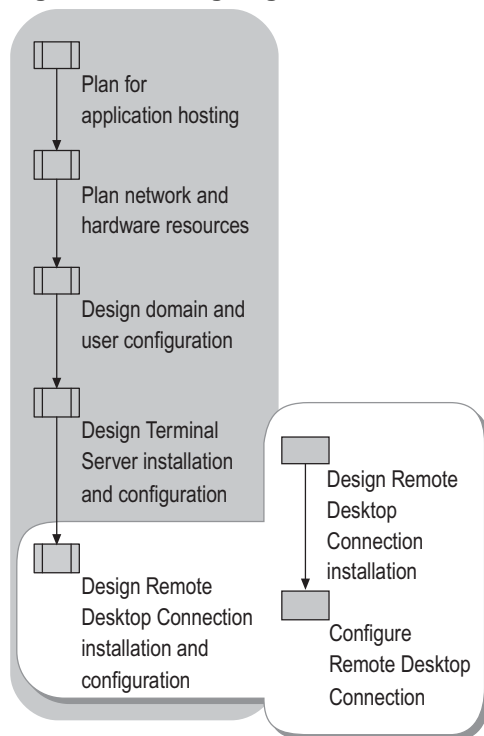 Plan for
application hosting
Plan network and
hardware resources
Design domain and
user configuration
Design Terminal
Server installation
and configuration
Design Remote
Desktop Connection
installation and
configuration
Design Remote
Desktop
Connection
installation
Configure
Remote Desktop
Connection